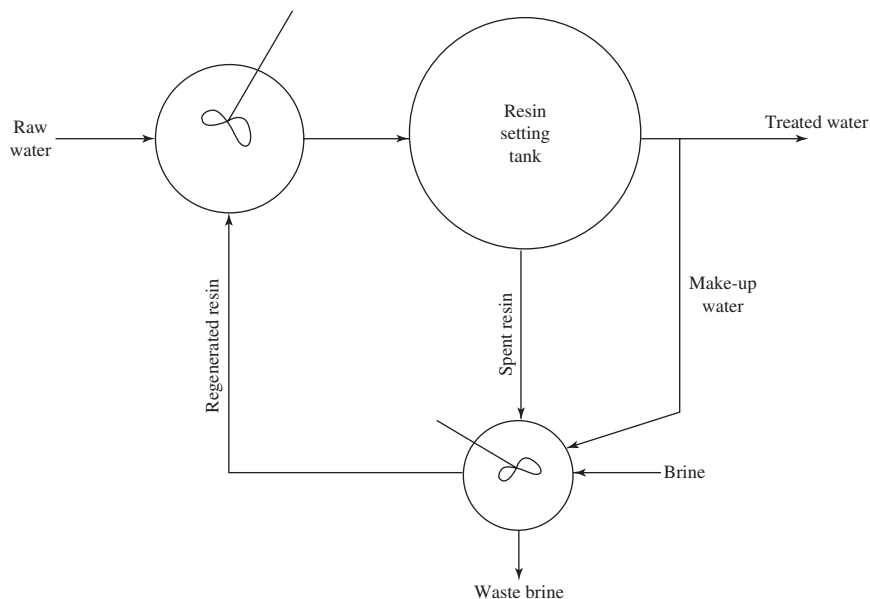 Raw
water
Resin
setting
tank
Treated water
Make-up
water
Regenerated resin
Spent resin
Brine
Waste brine